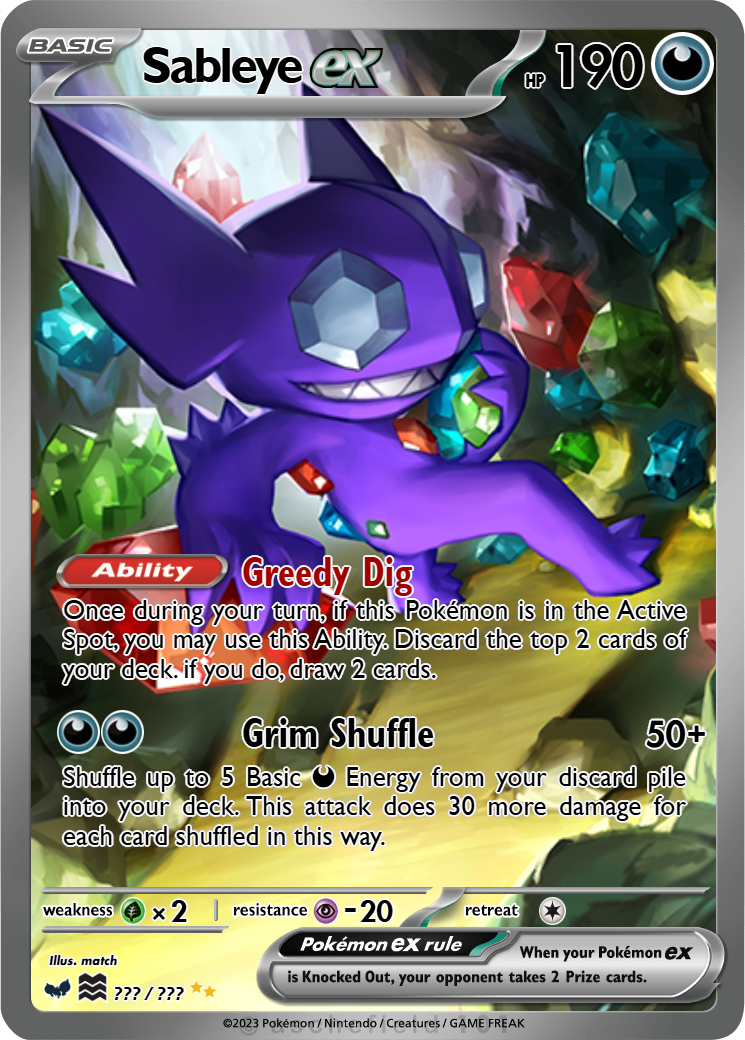 BASIC
Sableye ex
HP 190
Ability Greedy Dig
Once during your turn, if this Pokémon is in the Active
Spot, you may use this Ability. Discard the top 2 cards of
your deck. if you do, draw 2 cards.
Grim Shuffle 50+
Shuffle up to 5 Basic Energy from your discard pile
into your deck. This attack does 30 more damage for
each card shuffled in this way.
weakness ×2 | resistance -20 retreat
Pokémon ex rule
When your Pokémon ex
is Knocked Out, your opponent takes 2 Prize cards.
Illus. match
??? / ???
©2023 Pokémon / Nintendo / Creatures / GAME FREAK